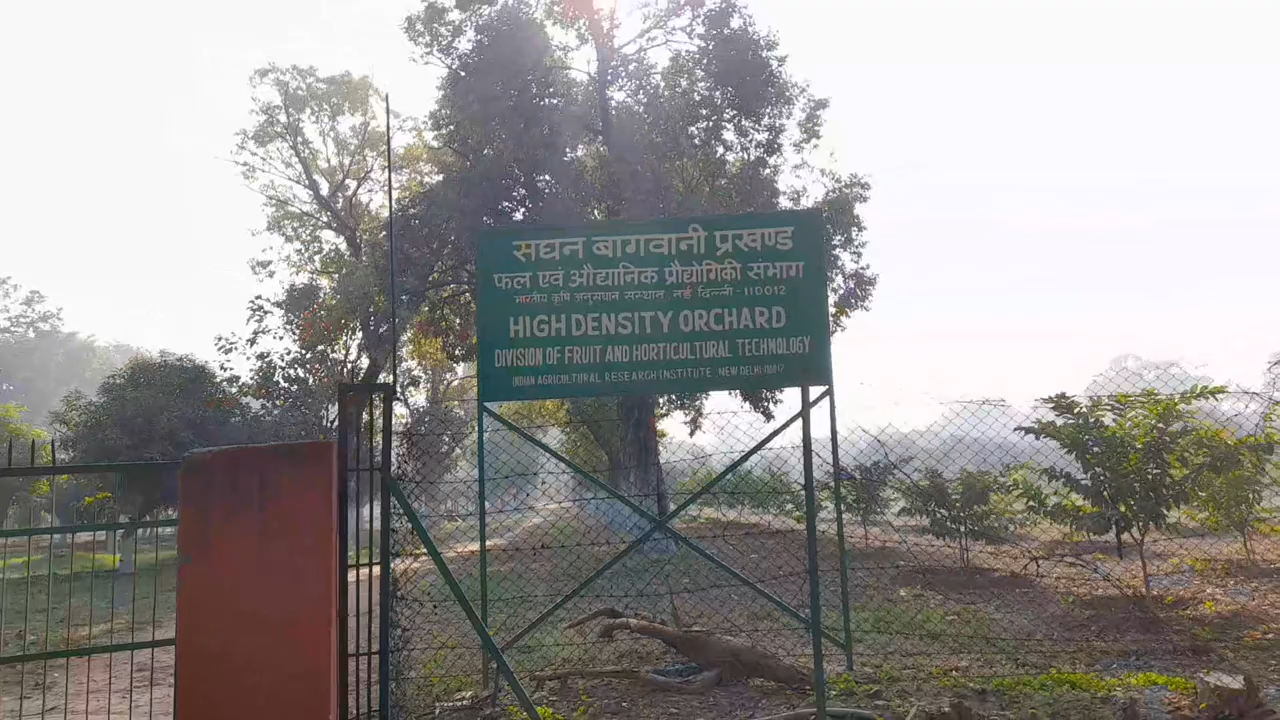 सघन बागवानी प्रखण्ड
फल एवं औद्यानिक प्रौद्योगिकी संभाग
भारतीय कृषि अनुसंधान संस्थान, नई दिल्ली - 110012
HIGH DENSITY ORCHARD
DIVISION OF FRUIT AND HORTICULTURAL TECHNOLOGY
INDIAN AGRICULTURAL RESEARCH INSTITUTE, NEW DELHI-110012